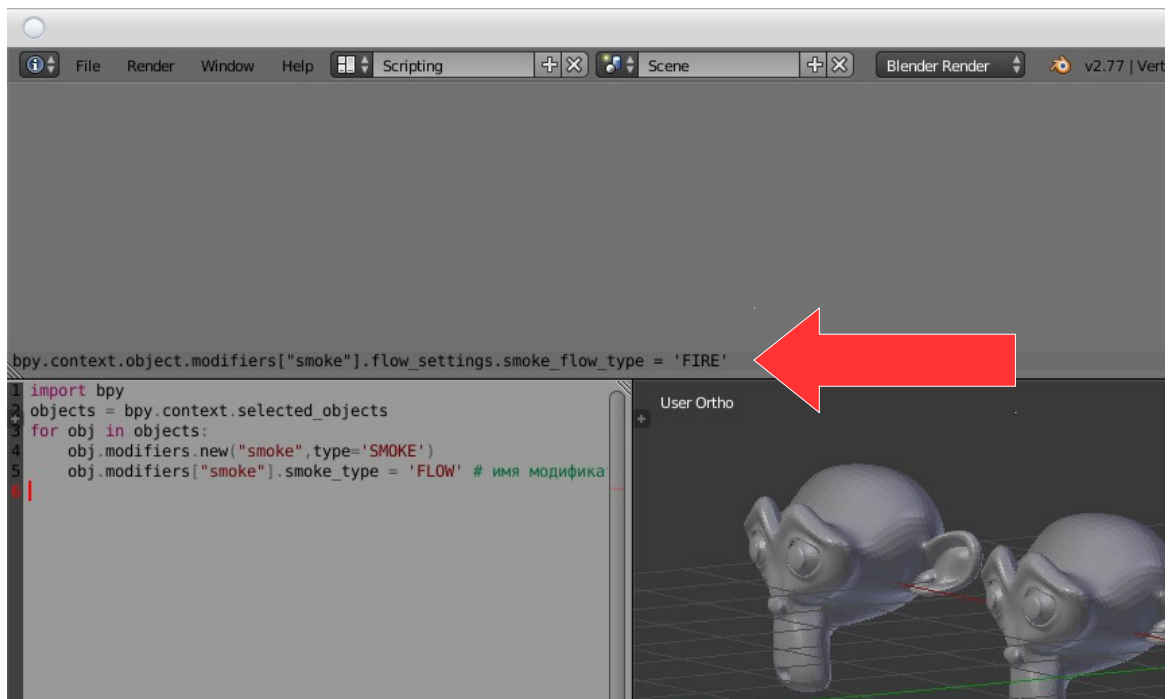 File Render Window Help Scripting Scene Blender Render v2.77 | Vert
bpy.context.object.modifiers["smoke"].flow_settings.smoke_flow_type = 'FIRE'
1 import bpy
2 objects = bpy.context.selected_objects
3 for obj in objects:
4 obj.modifiers.new("smoke",type='SMOKE')
5 obj.modifiers["smoke"].smoke_type = 'FLOW' # имя модифика
6
User Ortho